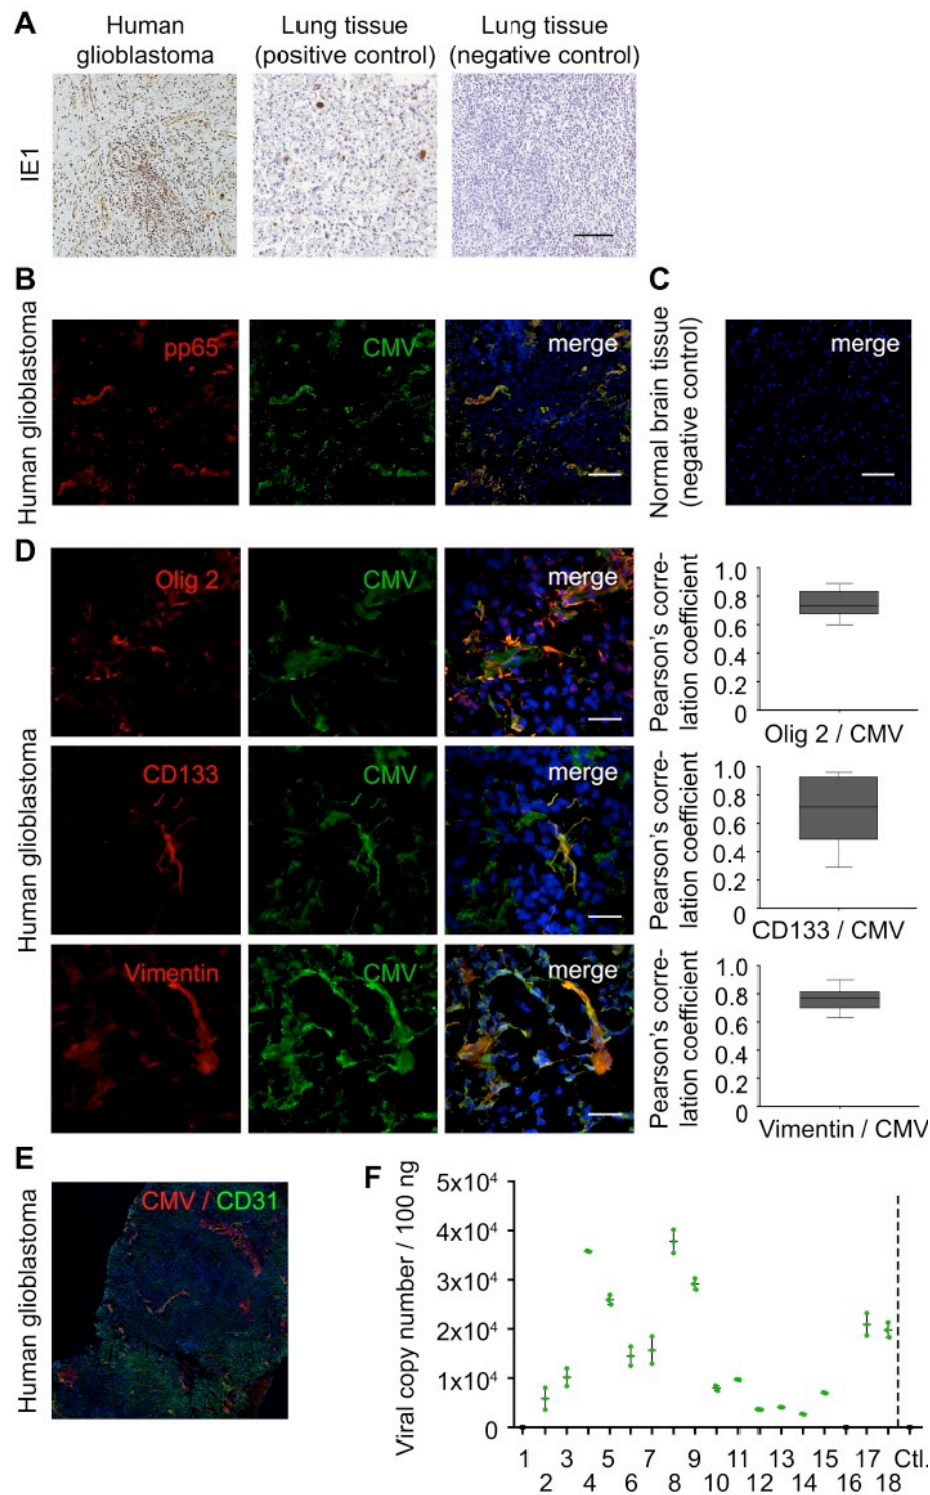 A
Human
glioblastoma
Lung tissue
(positive control)
Lung tissue
(negative control)
IE1
B
Human glioblastoma
pp65
CMV
merge
C
Normal brain tissue
(negative control)
merge
D
Human glioblastoma
Olig 2
CMV
merge
Pearson's corre-
lation coefficient
1.0
0.8
0.6
0.4
0.2
0
Olig 2 / CMV
CD133
CMV
merge
Pearson's corre-
lation coefficient
1.0
0.8
0.6
0.4
0.2
0
CD133 / CMV
Vimentin
CMV
merge
Pearson's corre-
lation coefficient
1.0
0.8
0.6
0.4
0.2
0
Vimentin / CMV
E
Human glioblastoma
CMV / CD31
F
Viral copy number / 100 ng
5x10⁴
4x10⁴
3x10⁴
2x10⁴
1x10⁴
0
1 3 5 7 9 11 13 15 17 Ctl.
2 4 6 8 10 12 14 16 18